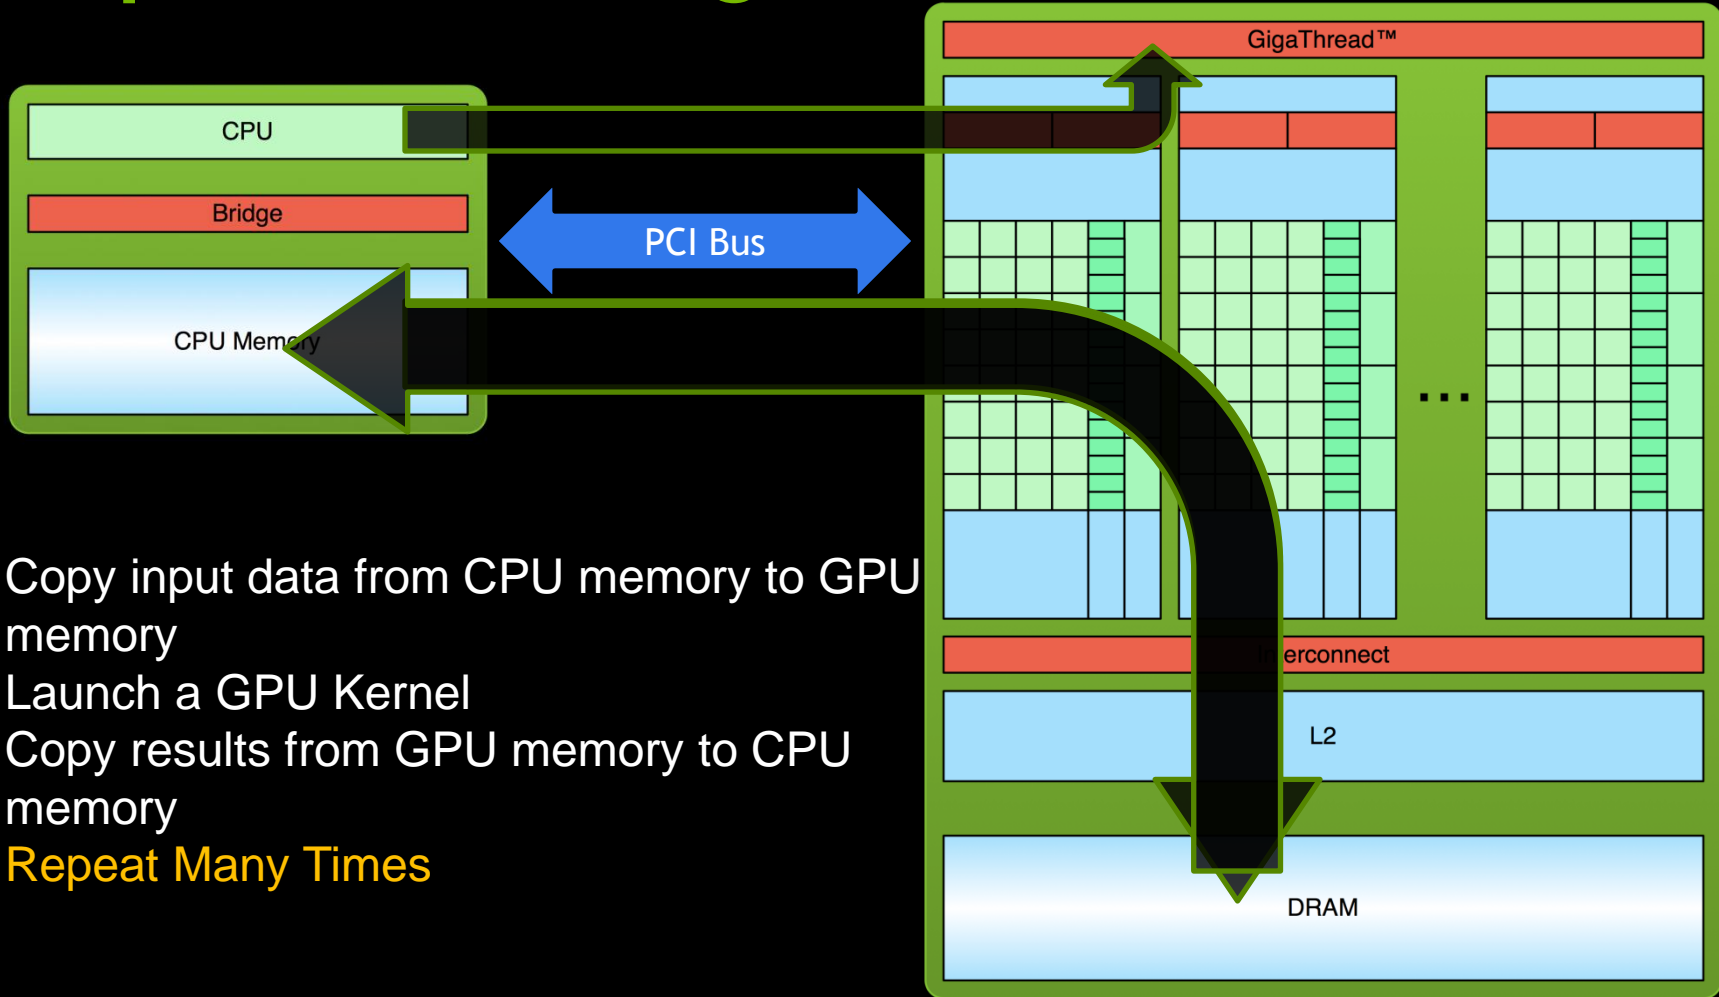 GigaThread™
CPU
Bridge
PCI Bus
CPU Memory
Copy input data from CPU memory to GPU
memory
Launch a GPU Kernel
Copy results from GPU memory to CPU
memory
Repeat Many Times
...
Interconnect
L2
DRAM